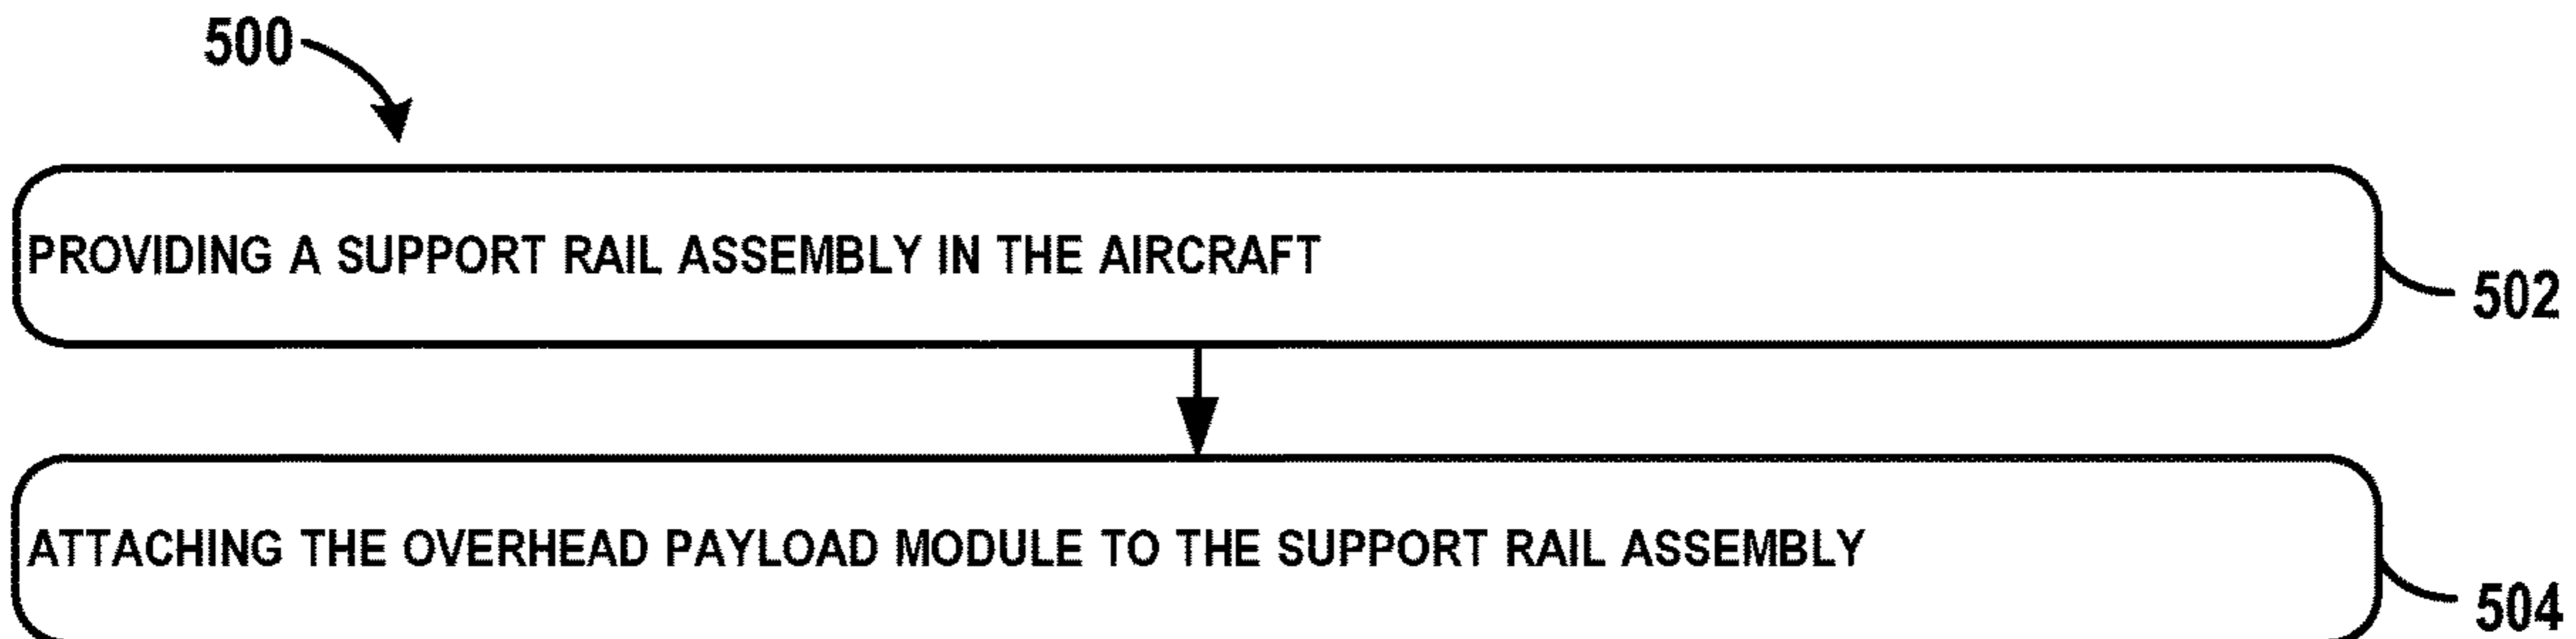 500
PROVIDING A SUPPORT RAIL ASSEMBLY IN THE AIRCRAFT
502
ATTACHING THE OVERHEAD PAYLOAD MODULE TO THE SUPPORT RAIL ASSEMBLY
504